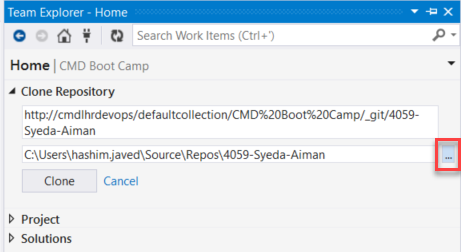 Team Explorer - Home
Search Work Items (Ctrl+')
Home | CMD Boot Camp
Clone Repository
http://cmdlhrdevops/defaultcollection/CMD%20Boot%20Camp/_git/4059-
Syeda-Aiman
C:\Users\hashim.javed\Source\Repos\4059-Syeda-Aiman
...
Clone Cancel
Project
Solutions